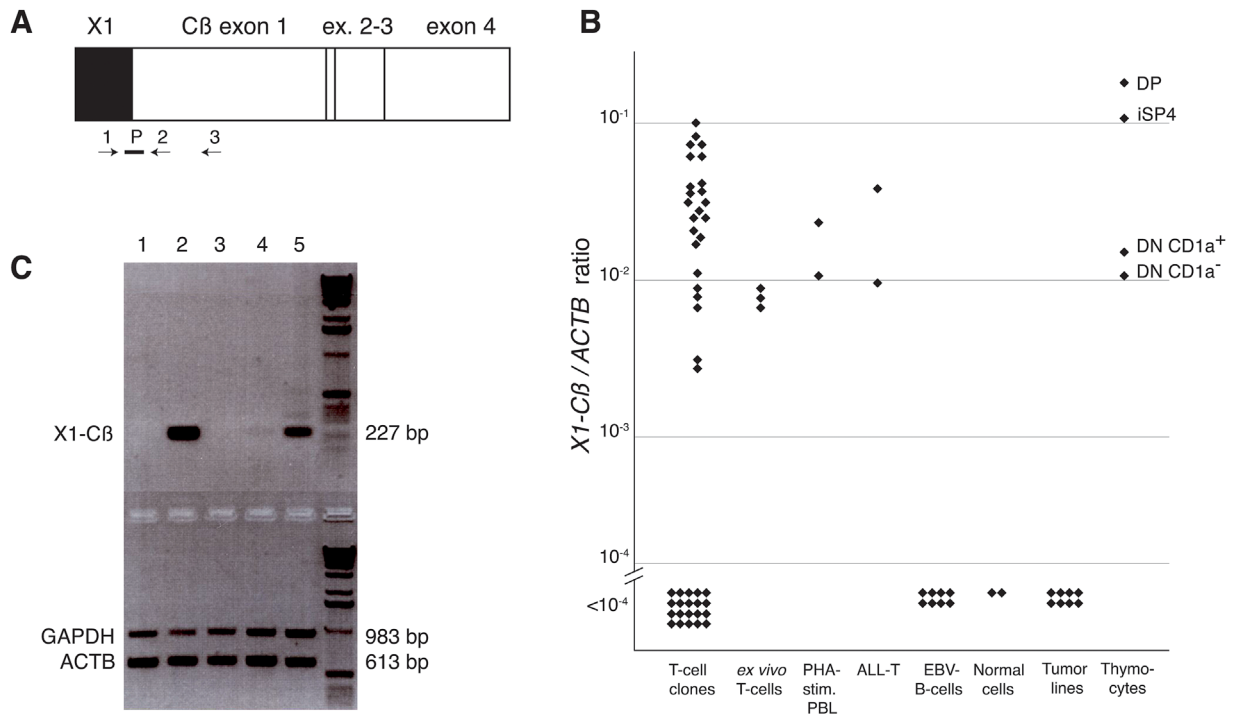 A
X1 Cß exon 1 ex. 2-3 exon 4
1 P 2 3
B
X1-Cß / ACTB ratio
10-1
10-2
10-3
10-4
<10-4
DP
iSP4
DN CD1a+
DN CD1a-
T-cell clones
ex vivo T-cells
PHA-stim. PBL
ALL-T
EBV-B-cells
Normal cells
Tumor lines
Thymo-cytes
C
1 2 3 4 5
X1-Cß 227 bp
GAPDH 983 bp
ACTB 613 bp